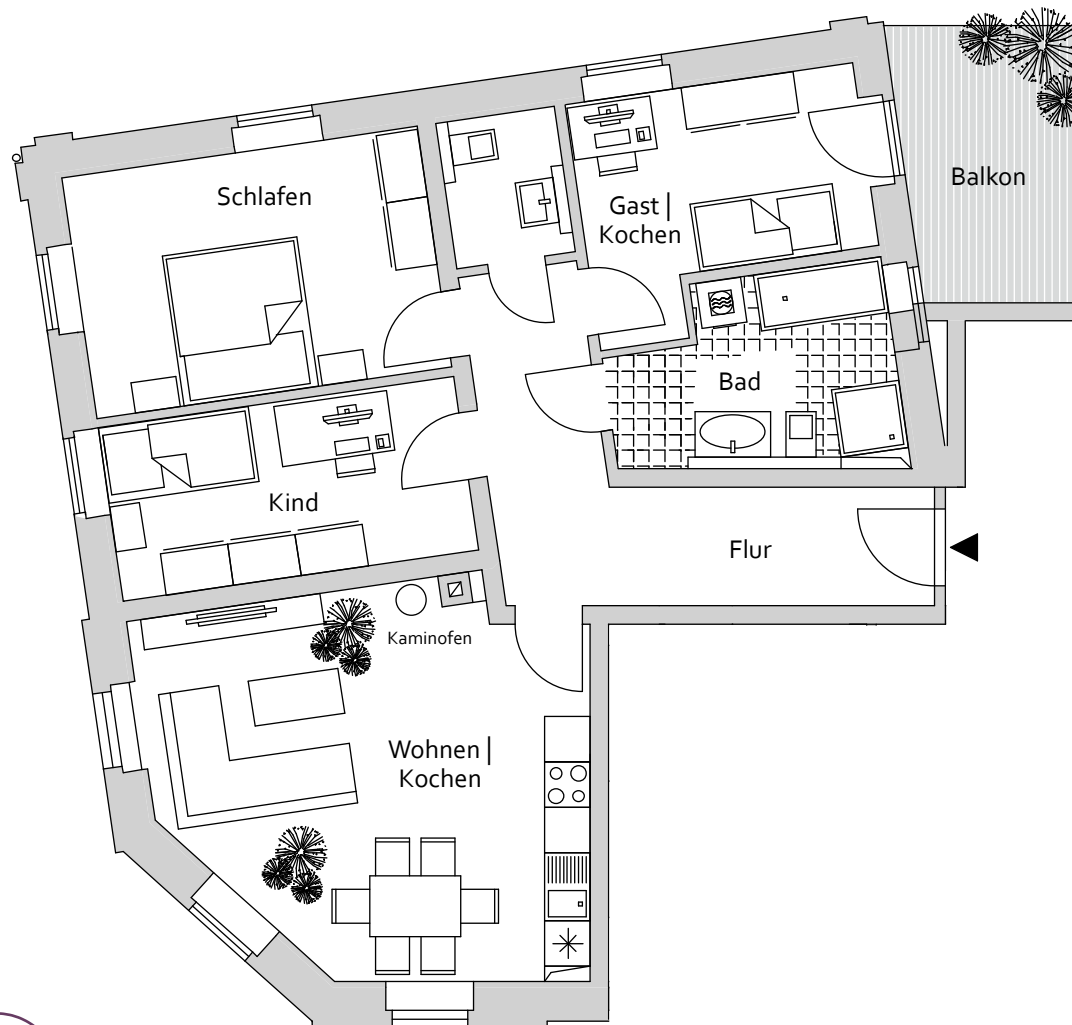 Schlafen
Gast |
Kochen
Balkon
Bad
Kind
Flur
Kaminofen
Wohnen |
Kochen